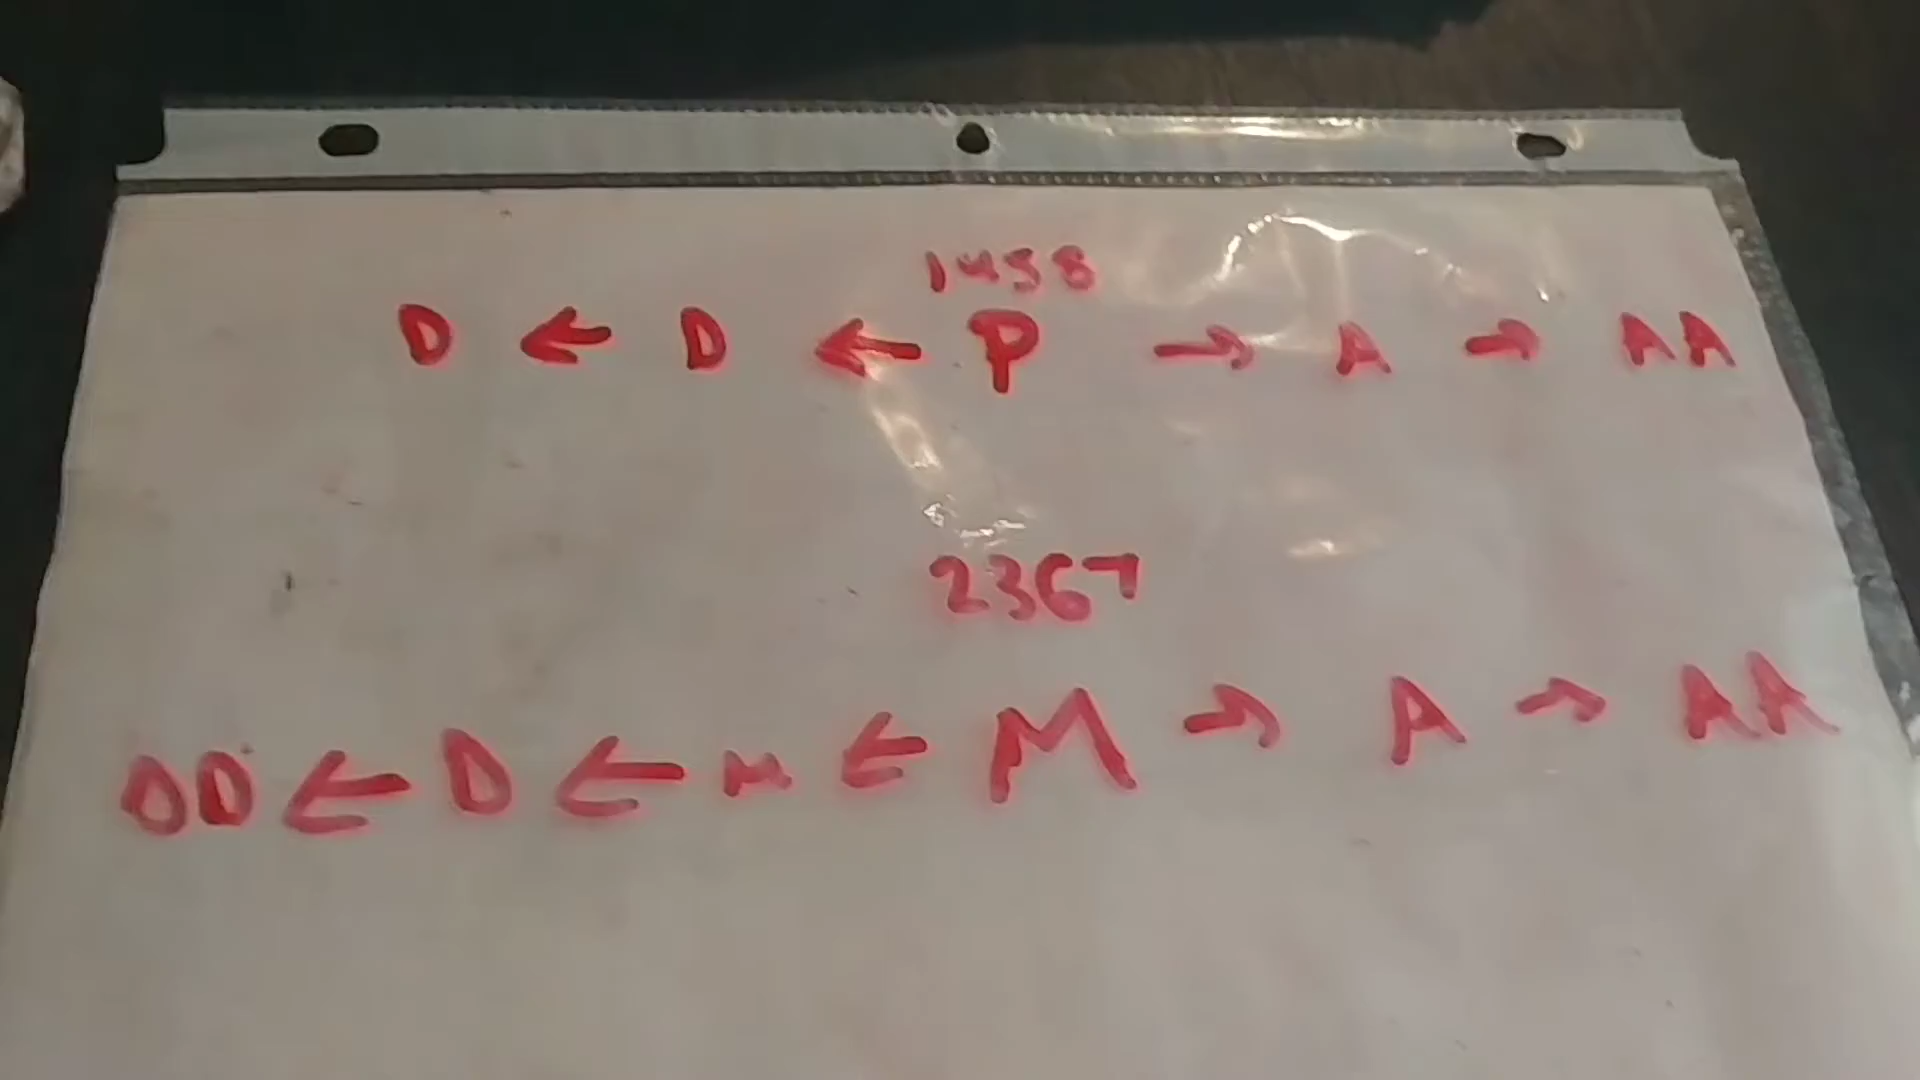 1458
D ← D ← P → A → AA
2367
DD ← D ← m ← M → A → AA